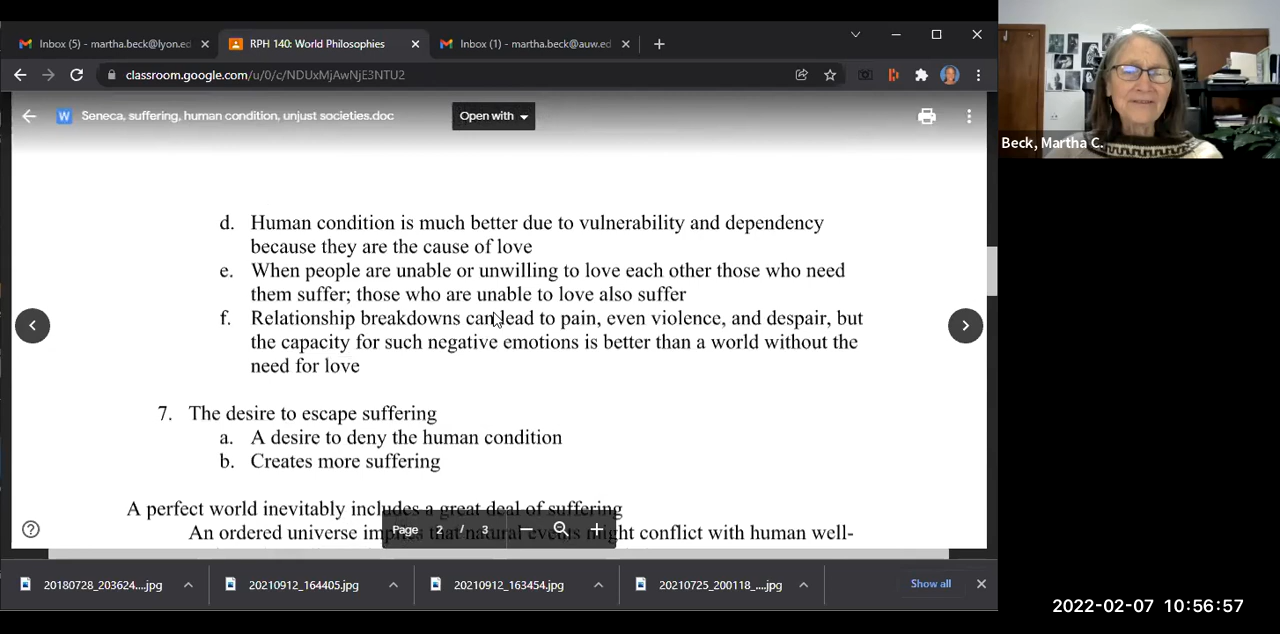 Inbox (5) - martha.beck@lyon.ed
RPH 140: World Philosophies
Inbox (1) - martha.beck@auw.ed
classroom.google.com/u/0/c/NDUxMjAwNjE3NTU2
Seneca, suffering, human condition, unjust societies.doc
Open with
Beck, Martha C.
d. Human condition is much better due to vulnerability and dependency
because they are the cause of love
e. When people are unable or unwilling to love each other those who need
them suffer; those who are unable to love also suffer
f. Relationship breakdowns can lead to pain, even violence, and despair, but
the capacity for such negative emotions is better than a world without the
need for love
7. The desire to escape suffering
a. A desire to deny the human condition
b. Creates more suffering
A perfect world inevitably includes a great deal of suffering
An ordered universe implies that natural events might conflict with human well-
Page 2 / 3
20180728_203624....jpg
20210912_164405.jpg
20210912_163454.jpg
20210725_200118_....jpg
Show all
2022-02-07 10:56:57